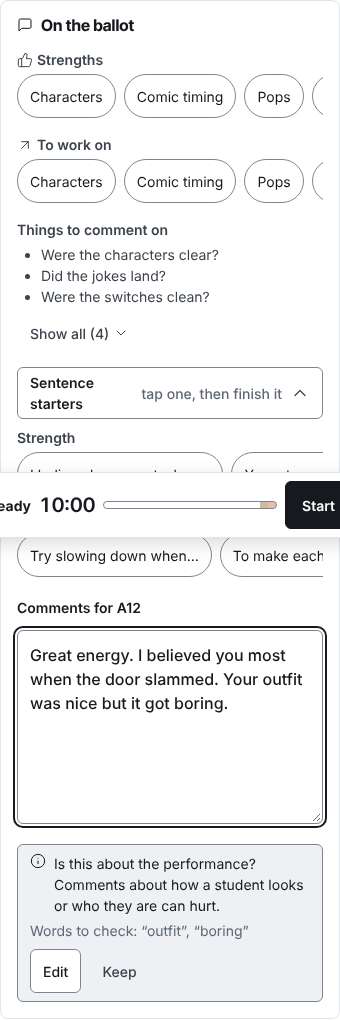 On the ballot
Strengths
Characters
Comic timing
Pops
To work on
Characters
Comic timing
Pops
Things to comment on
• Were the characters clear?
• Did the jokes land?
• Were the switches clean?
Show all (4)
Sentence starters
tap one, then finish it
Strength
eady 10:00
Start
Try slowing down when...
To make each
Comments for A12
Great energy. I believed you most
when the door slammed. Your outfit
was nice but it got boring.
Is this about the performance?
Comments about how a student looks
or who they are can hurt.
Words to check: “outfit”, “boring”
Edit
Keep